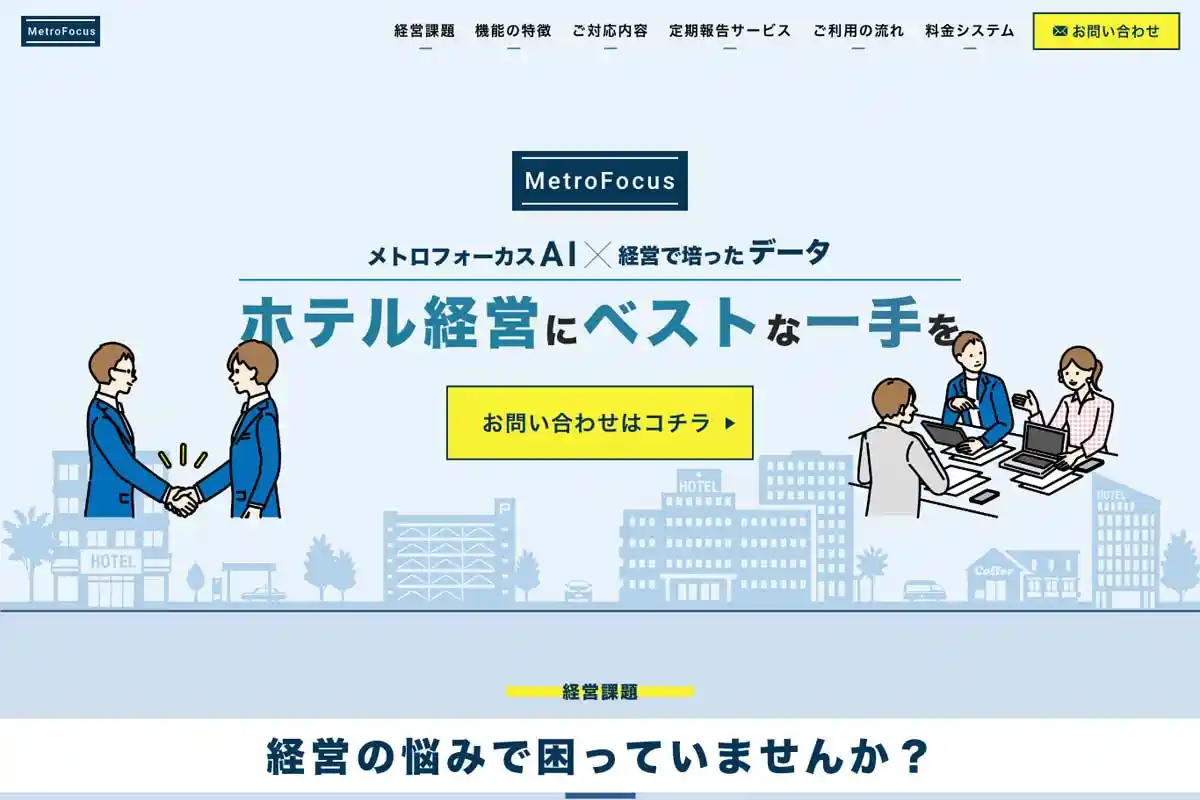 MetroFocus
経営課題 機能の特徴 ご対応内容 定期報告サービス ご利用の流れ 料金システム お問い合わせ
MetroFocus
メトロフォーカスAI×経営で培ったデータ
ホテル経営にベストな一手を
お問い合わせはコチラ
P
HOTEL
HOTEL
HOTEL
Coffee
経営課題
経営の悩みで困っていませんか？